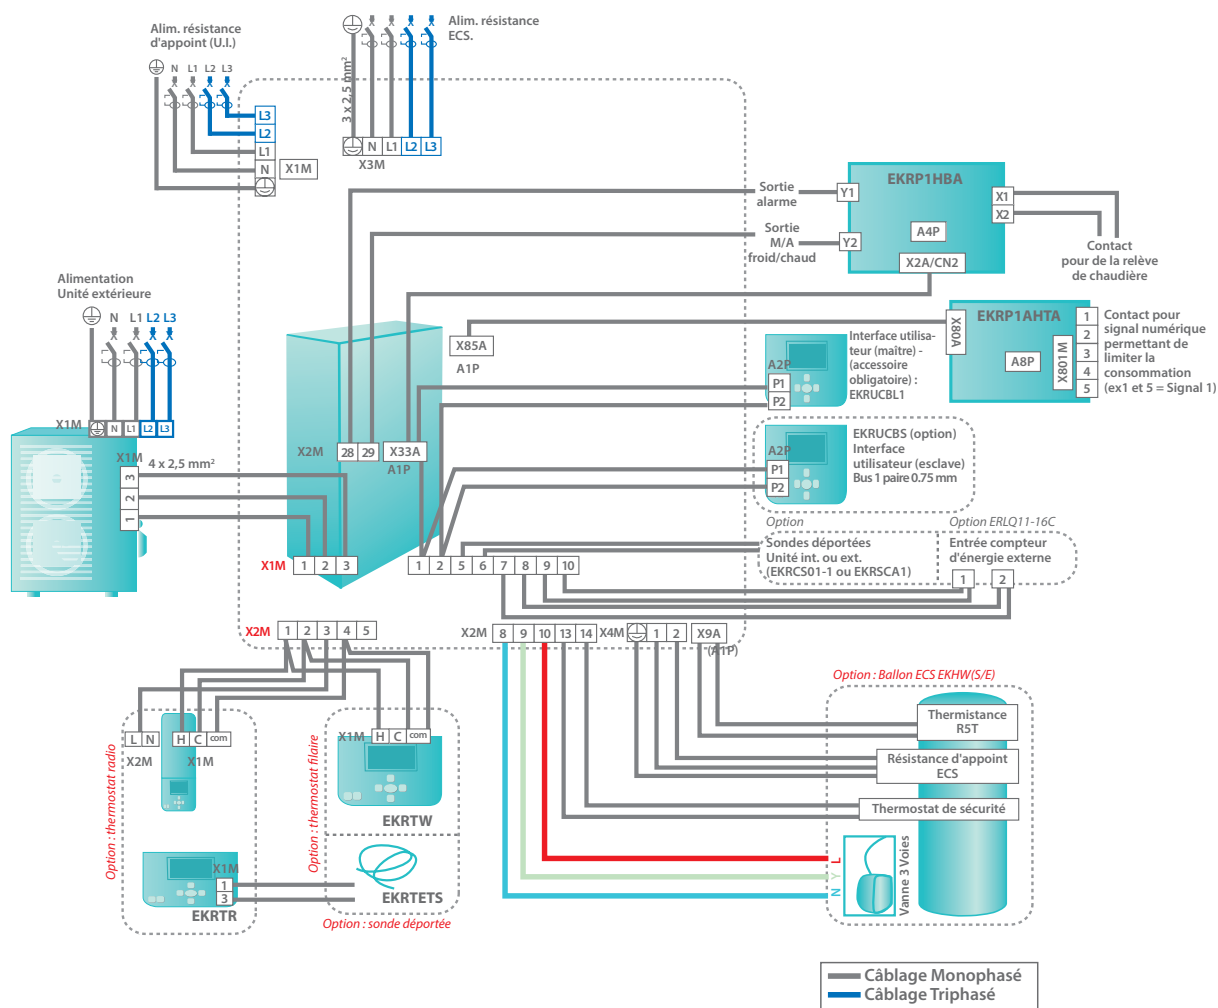 Alim. résistance
d'appoint (U.I.)
N L1 L2 L3
L3
L2
L1
N
X1M
Alim. résistance
ECS.
3 x 2,5 mm²
N L1 L2 L3
X3M
Sortie
alarme
Sortie
M/A
froid/chaud
EKRP1HBA
Y1
Y2
A4P
X1
X2
X2A/CN2
Contact
pour de la relève
de chaudière
Alimentation
Unité extérieure
N L1 L2 L3
X1M
N L1 L2 L3
X1M
4 x 2,5 mm²
3
2
1
X85A
A1P
EKRP1AHTA
X80A
A8P
X801M
1
2
3
4
5
Contact pour
signal numérique
permettant de
limiter la
consommation
(ex1 et 5 = Signal 1)
A2P
P1
P2
Interface utilisa-
teur (maître) -
(accessoire
obligatoire) :
EKRUCBL1
A2P
P1
P2
EKRUCBS (option)
Interface
utilisateur (esclave)
Bus 1 paire 0.75 mm
X2M 28 29 X33A
A1P
Option
Sondes déportées
Unité int. ou ext.
(EKRCS01-1 ou EKRSCA1)
Option ERLQ11-16C
Entrée compteur
d'énergie externe
1 2
X1M 1 2 3
1 2 5 6 7 8 9 10
X2M 1 2 3 4 5
X2M 8 9 10 13 14 X4M 1 2 X9A
(A1P)
Option : thermostat radio
L N H C com
X2M X1M
X1M
1
3
EKRTR
Option : thermostat filaire
X1M H C com
EKRTW
EKRTETS
Option : sonde déportée
Option : Ballon ECS EKHW(S/E)
Thermistance
R5T
Résistance d'appoint
ECS
Thermostat de sécurité
L
Y
N
Vanne 3 Voies
Câblage Monophasé
Câblage Triphasé